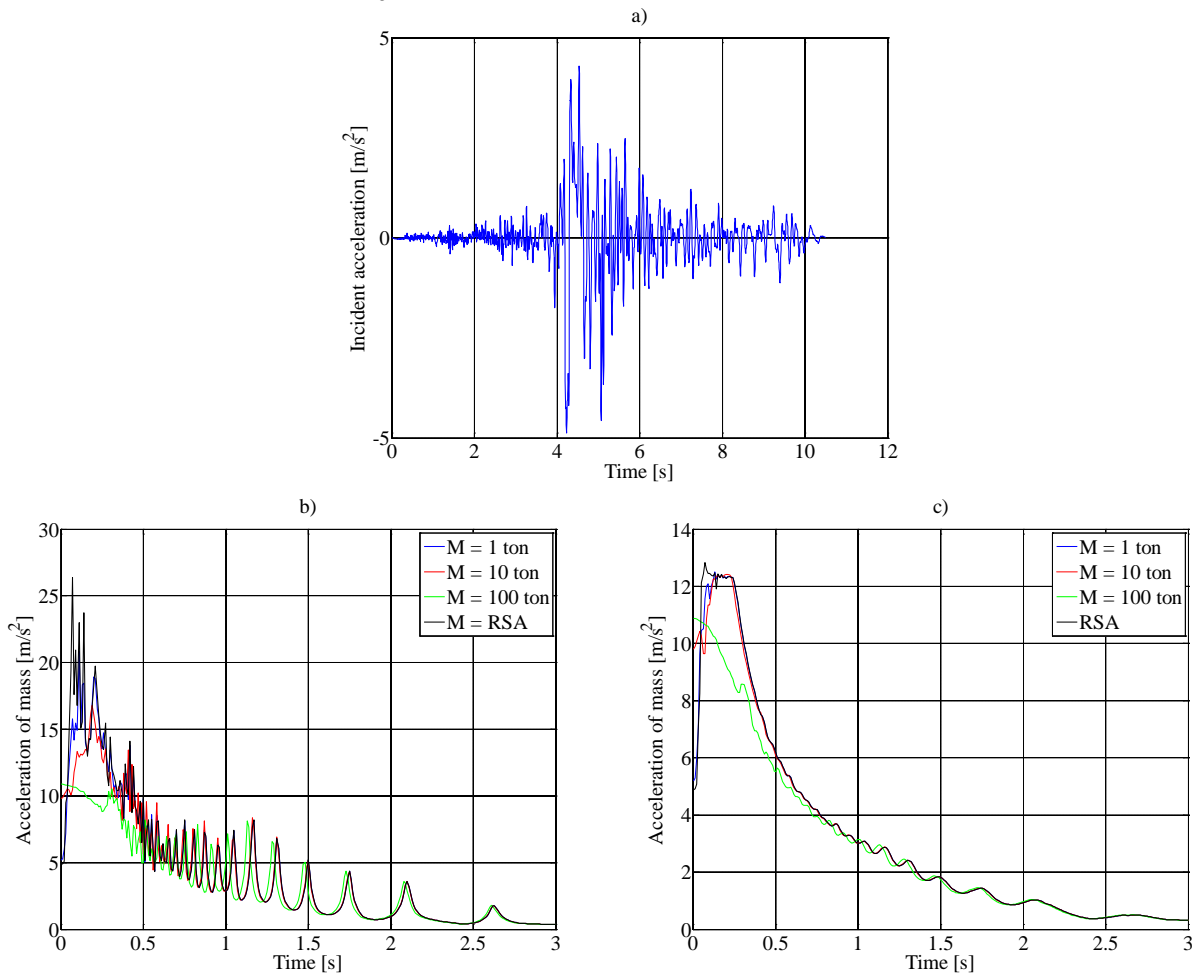 a)
5
0
-5
Incident acceleration [m/s²]
0 2 4 6 8 10 12
Time [s]
b)
30
25
20
15
10
5
0
Acceleration of mass [m/s²]
M = 1 ton
M = 10 ton
M = 100 ton
M = RSA
0 0.5 1 1.5 2 2.5 3
Time [s]
c)
14
12
10
8
6
4
2
0
Acceleration of mass [m/s²]
M = 1 ton
M = 10 ton
M = 100 ton
RSA
0 0.5 1 1.5 2 2.5 3
Time [s]